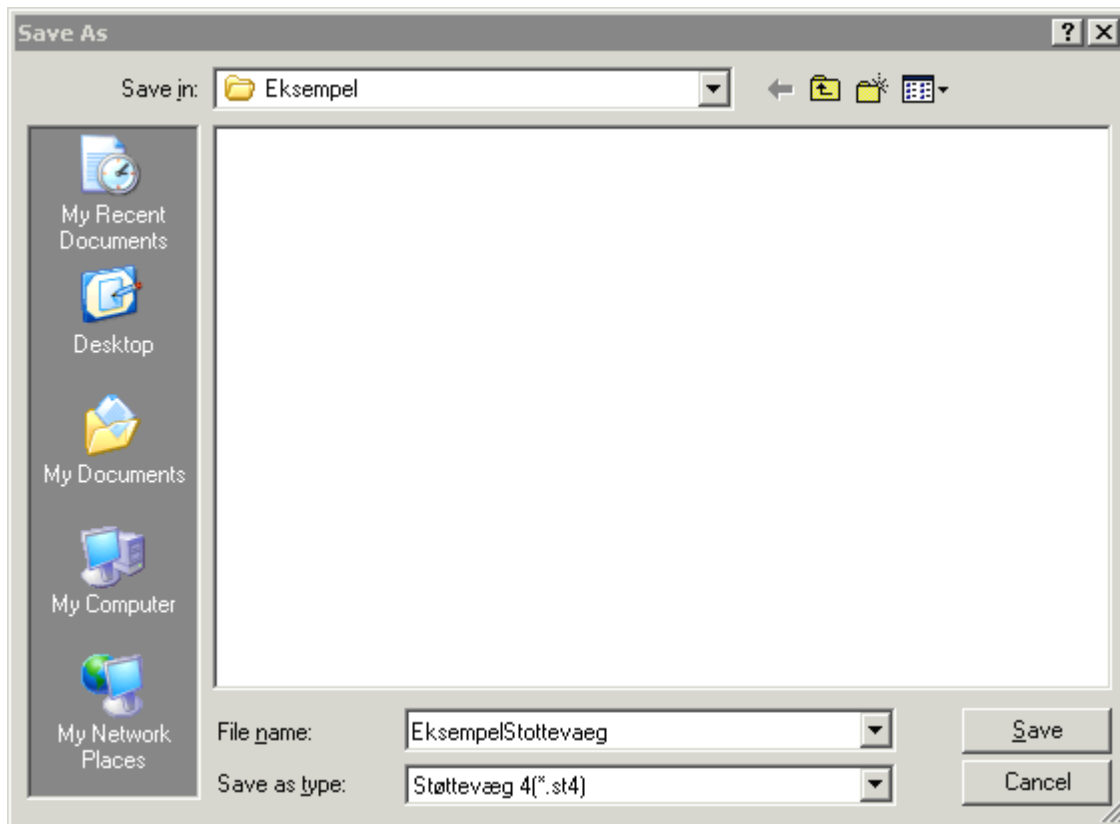 Save As
Save in:
Eksempel
My Recent
Documents
Desktop
My Documents
My Computer
My Network
Places
File name:
EksempelStottevaeg
Save
Save as type:
Støttevæg 4(*.st4)
Cancel